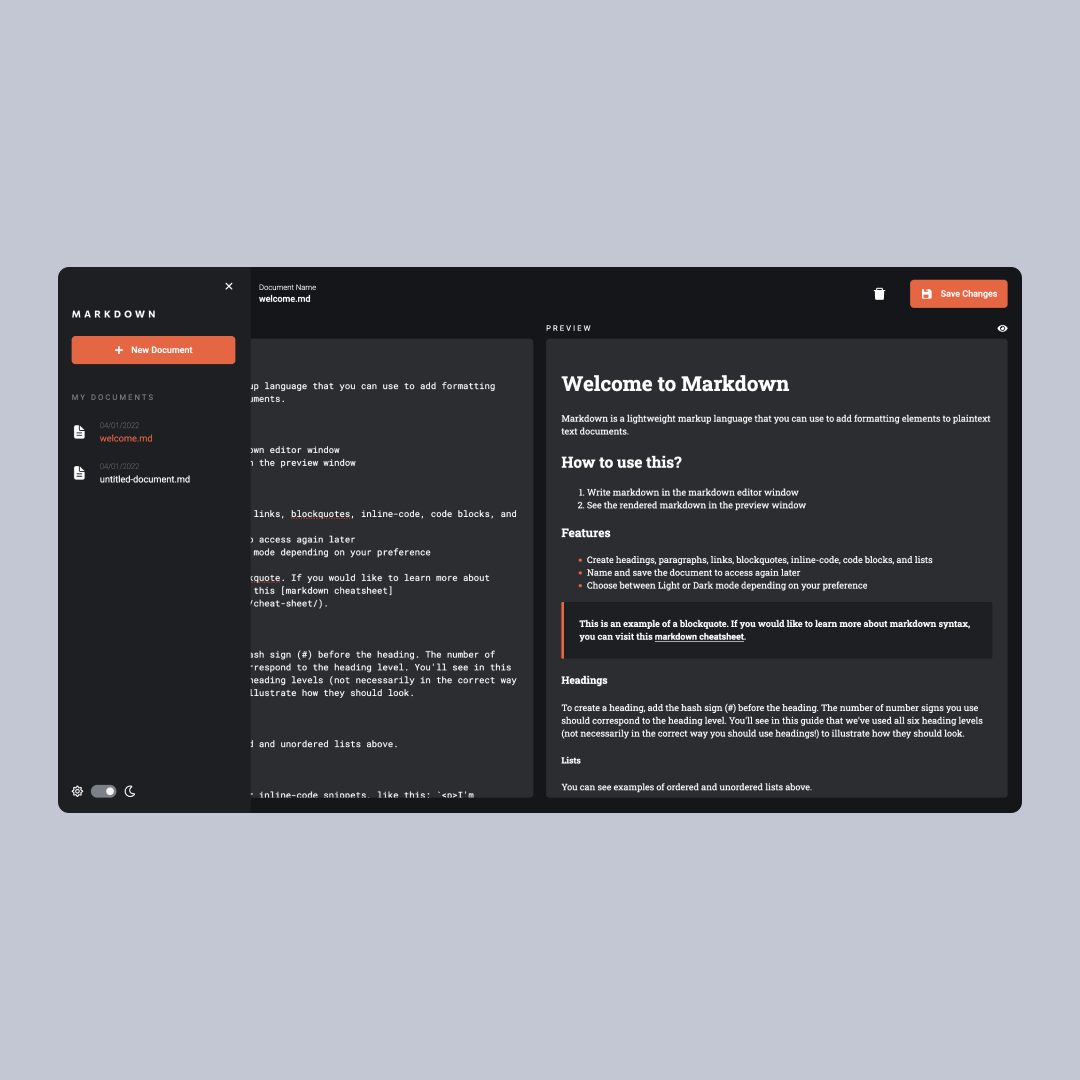 MARKDOWN
New Document
MY DOCUMENTS
04/01/2022
welcome.md
04/01/2022
untitled-document.md
Document Name
welcome.md
Save Changes
language that you can use to add formatting
own editor window
the preview window
links, blockquotes, inline-code, code blocks, and
access again later
mode depending on your preference
If you would like to learn more about
this [markdown cheatsheet]
/cheat-sheet/).
sign (#) before the heading. The number of
to the heading level. You'll see in this
levels (not necessarily in the correct way
how they should look.
and unordered lists above.
inline-code snippets, like this: `<p>I'm
PREVIEW
Welcome to Markdown
Markdown is a lightweight markup language that you can use to add formatting elements to plaintext
text documents.
How to use this?
1. Write markdown in the markdown editor window
2. See the rendered markdown in the preview window
Features
• Create headings, paragraphs, links, blockquotes, inline-code, code blocks, and lists
• Name and save the document to access again later
• Choose between Light or Dark mode depending on your preference
This is an example of a blockquote. If you would like to learn more about markdown syntax,
you can visit this markdown cheatsheet.
Headings
To create a heading, add the hash sign (#) before the heading. The number of number signs you use
should correspond to the heading level. You'll see in this guide that we've used all six heading levels
(not necessarily in the correct way you should use headings!) to illustrate how they should look.
Lists
You can see examples of ordered and unordered lists above.